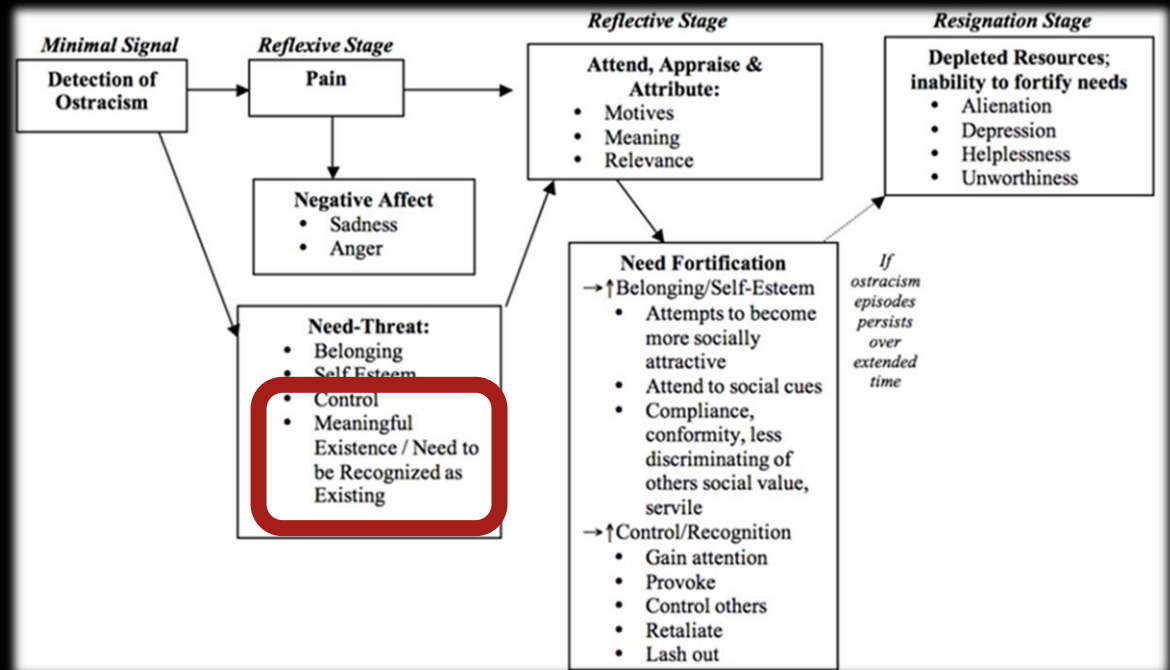 Minimal Signal
Detection of
Ostracism
Reflexive Stage
Pain
Negative Affect
• Sadness
• Anger
Need-Threat:
• Belonging
• Self Esteem
• Control
• Meaningful
Existence / Need to
be Recognized as
Existing
Reflective Stage
Attend, Appraise &
Attribute:
• Motives
• Meaning
• Relevance
Need Fortification
→↑Belonging/Self-Esteem
• Attempts to become
more socially
attractive
• Attend to social cues
• Compliance,
conformity, less
discriminating of
others social value,
servile
→↑Control/Recognition
• Gain attention
• Provoke
• Control others
• Retaliate
• Lash out
If
ostracism
episodes
persists
over
extended
time
Resignation Stage
Depleted Resources;
inability to fortify needs
• Alienation
• Depression
• Helplessness
• Unworthiness